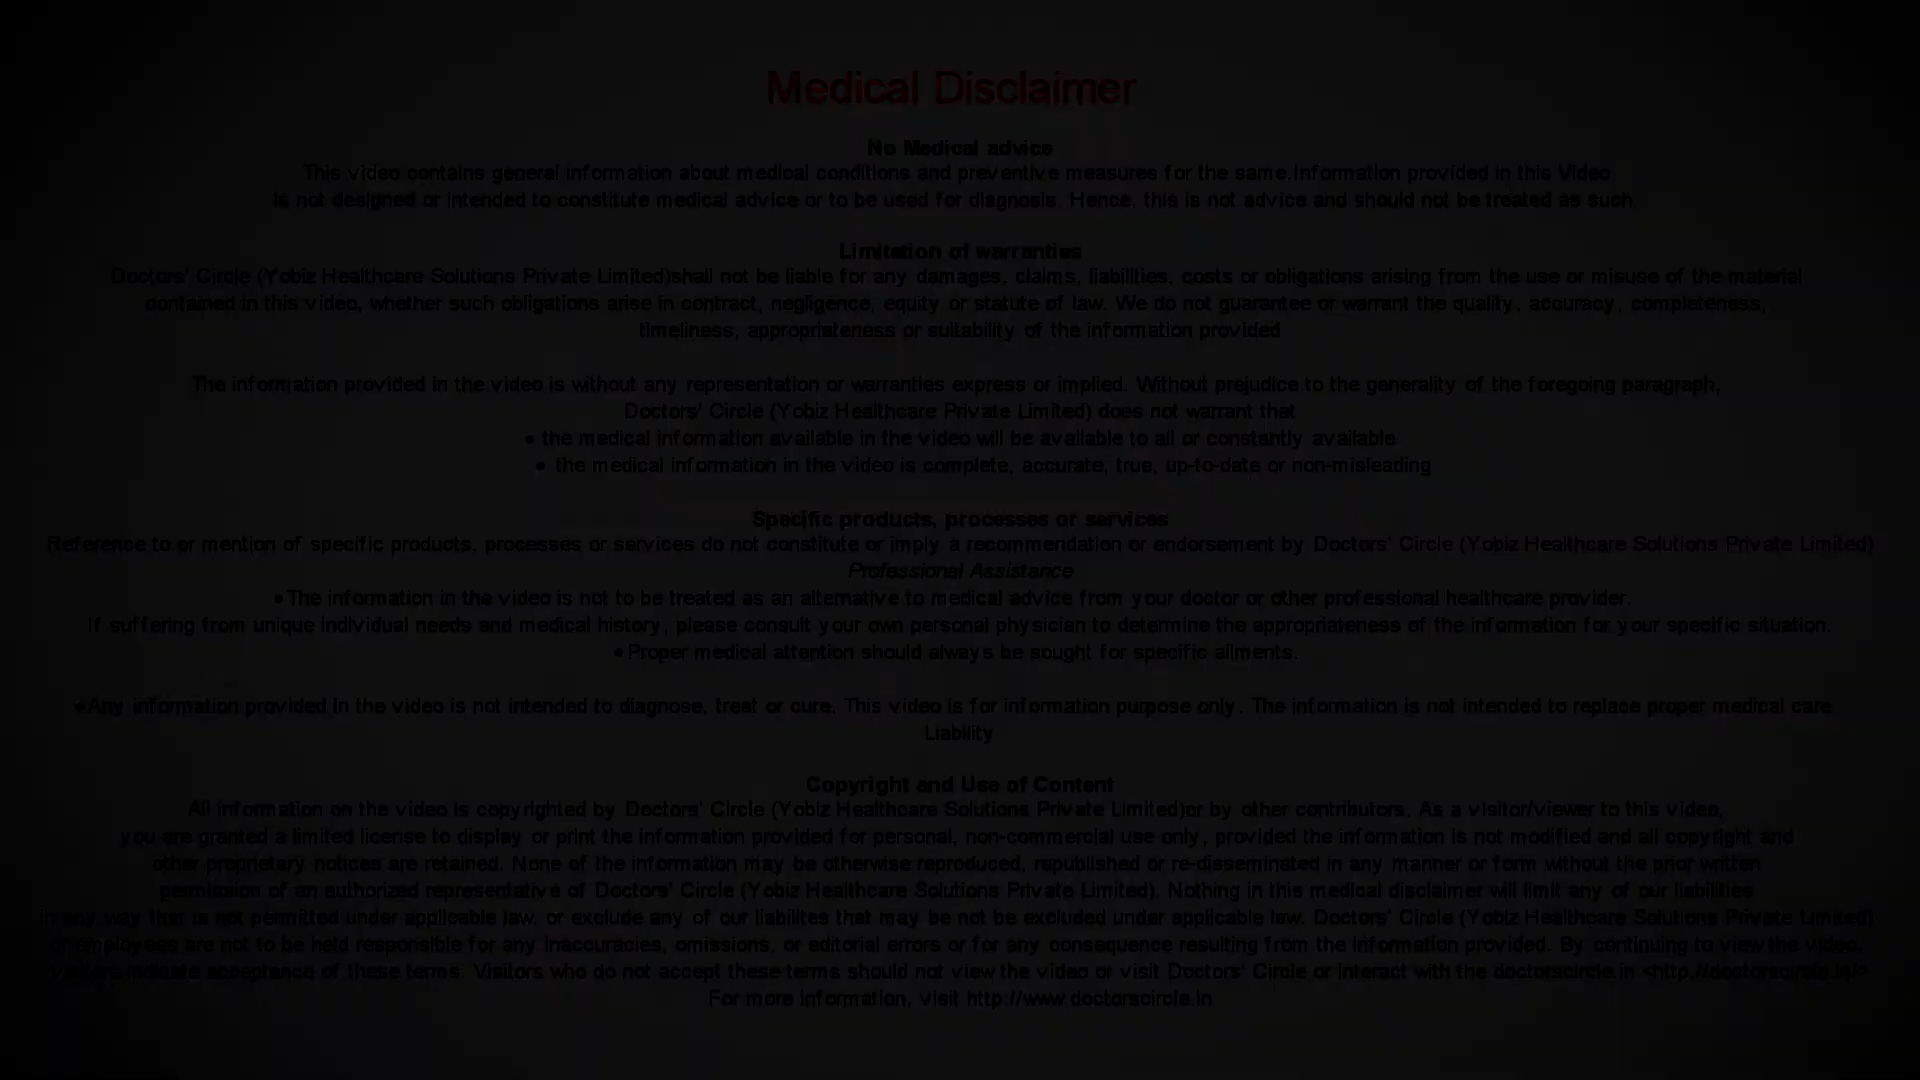 Medical Disclaimer
No Medical advice
This video contains general information about medical conditions and preventive measures for the same.Information provided in this Video
is not designed or intended to constitute medical advice or to be used for diagnosis. Hence, this is not advice and should not be treated as such.
Limitation of warranties
Doctors' Circle (Yobiz Healthcare Solutions Private Limited)shall not be liable for any damages, claims, liabilities, costs or obligations arising from the use or misuse of the material
contained in this video, whether such obligations arise in contract, negligence, equity or statute of law. We do not guarantee or warrant the quality, accuracy, completeness,
timeliness, appropriateness or suitability of the information provided
The information provided in the video is without any representation or warranties express or implied. Without prejudice to the generality of the foregoing paragraph,
Doctors' Circle (Yobiz Healthcare Private Limited) does not warrant that
• the medical information available in the video will be available to all or constantly available
• the medical information in the video is complete, accurate, true, up-to-date or non-misleading
Specific products, processes or services
Reference to or mention of specific products, processes or services do not constitute or imply a recommendation or endorsement by Doctors' Circle (Yobiz Healthcare Solutions Private Limited)
Professional Assistance
•The information in the video is not to be treated as an alternative to medical advice from your doctor or other professional healthcare provider.
If suffering from unique individual needs and medical history, please consult your own personal physician to determine the appropriateness of the information for your specific situation.
•Proper medical attention should always be sought for specific ailments.
•Any information provided in the video is not intended to diagnose, treat or cure. This video is for information purpose only. The information is not intended to replace proper medical care
Liability
Copyright and Use of Content
All information on the video is copyrighted by Doctors' Circle (Yobiz Healthcare Solutions Private Limited)or by other contributors. As a visitor/viewer to this video,
you are granted a limited license to display or print the information provided for personal, non-commercial use only, provided the information is not modified and all copyright and
other proprietary notices are retained. None of the information may be otherwise reproduced, republished or re-disseminated in any manner or form without the prior written
permission of an authorized representative of Doctors' Circle (Yobiz Healthcare Solutions Private Limited). Nothing in this medical disclaimer will limit any of our liabilities
in any way that is not permitted under applicable law, or exclude any of our liabilites that may be not be excluded under applicable law. Doctors' Circle (Yobiz Healthcare Solutions Private Limited)
or employees are not to be held responsible for any inaccuracies, omissions, or editorial errors or for any consequence resulting from the information provided. By continuing to view the video,
visitors indicate acceptance of these terms. Visitors who do not accept these terms should not view the video or visit Doctors' Circle or interact with the doctorscircle.in <http://doctorscircle.in/>
For more information, visit http://www.doctorscircle.in